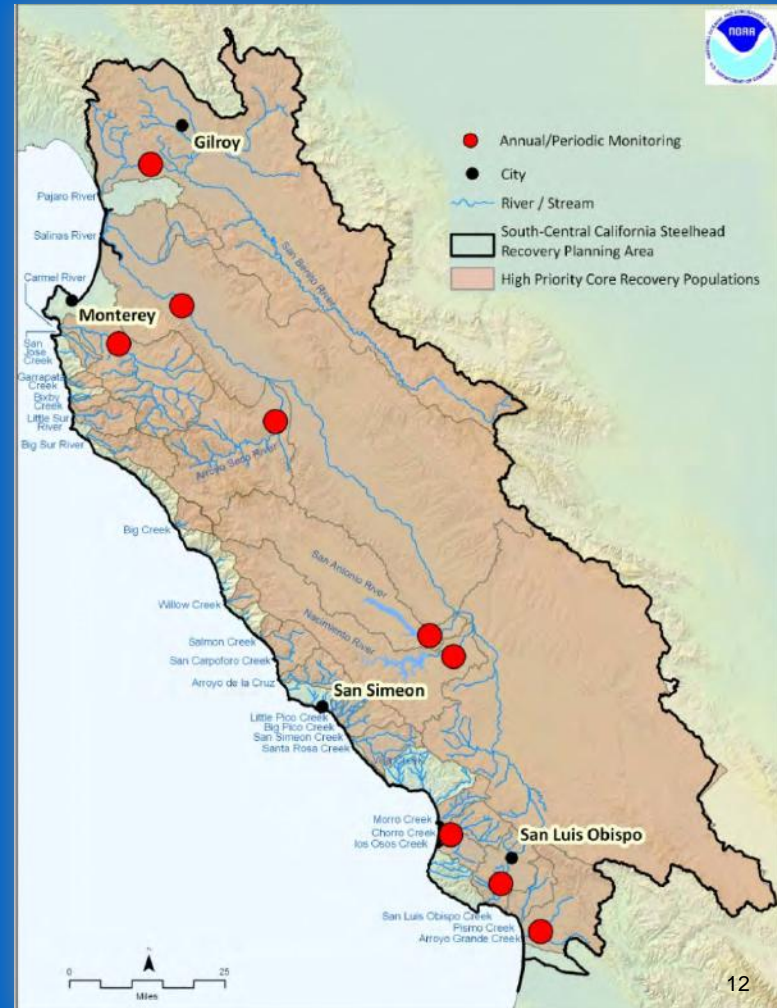 NOAA
Gilroy
Annual/Periodic Monitoring
City
River / Stream
South-Central California Steelhead
Recovery Planning Area
High Priority Core Recovery Populations
Pajaro River
Salinas River
San Benito River
Carmel River
Monterey
San
Jose
Creek
Garrapata
Creek
Bixby
Creek
Little Sur
River
Big Sur River
Arroyo Seco River
Big Creek
San Antonio River
Willow Creek
Nacimiento River
Salmon Creek
San Carpoforo Creek
Arroyo de la Cruz
San Simeon
Little Pico Creek
Big Pico Creek
San Simeon Creek
Santa Rosa Creek
Morro Creek
Chorro Creek
los Osos Creek
San Luis Obispo
San Luis Obispo Creek
Pismo Creek
Arroyo Grande Creek
0
25
Miles
12